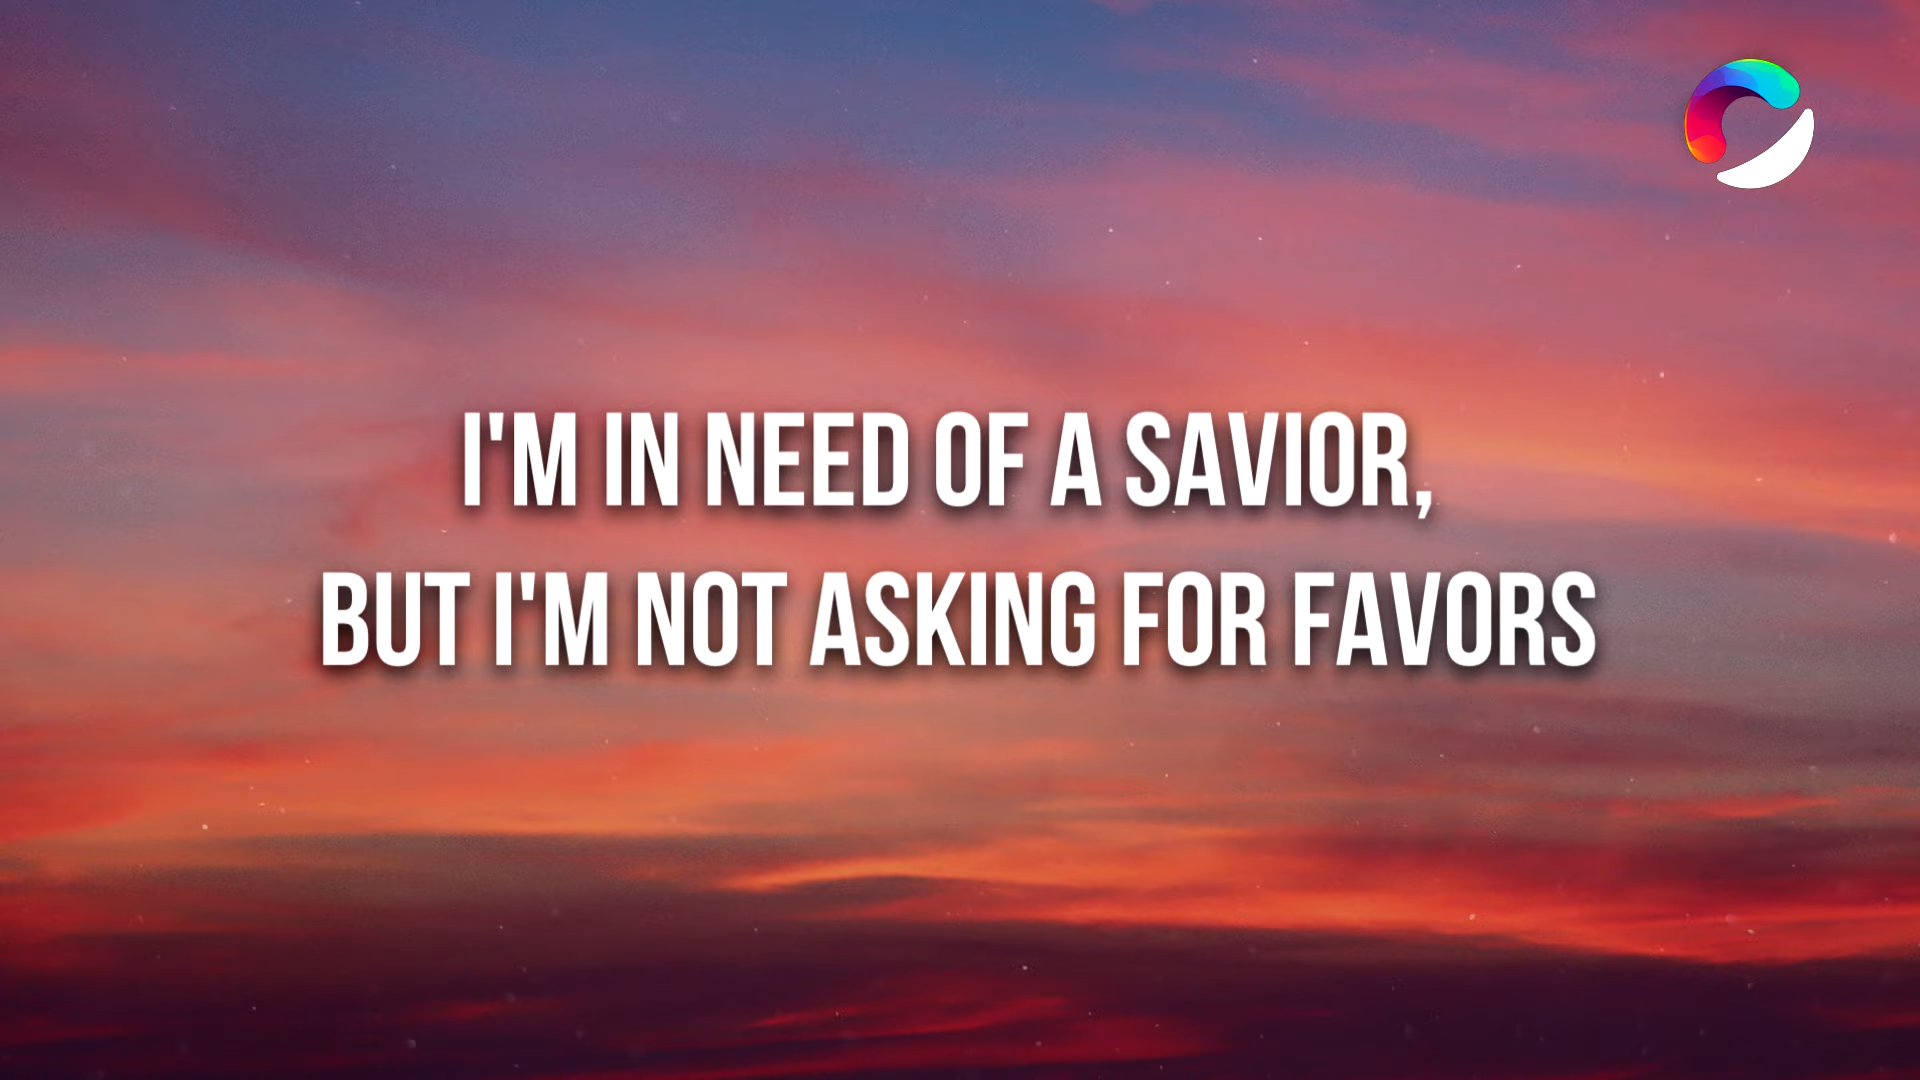 I'M IN NEED OF A SAVIOR,
BUT I'M NOT ASKING FOR FAVORS